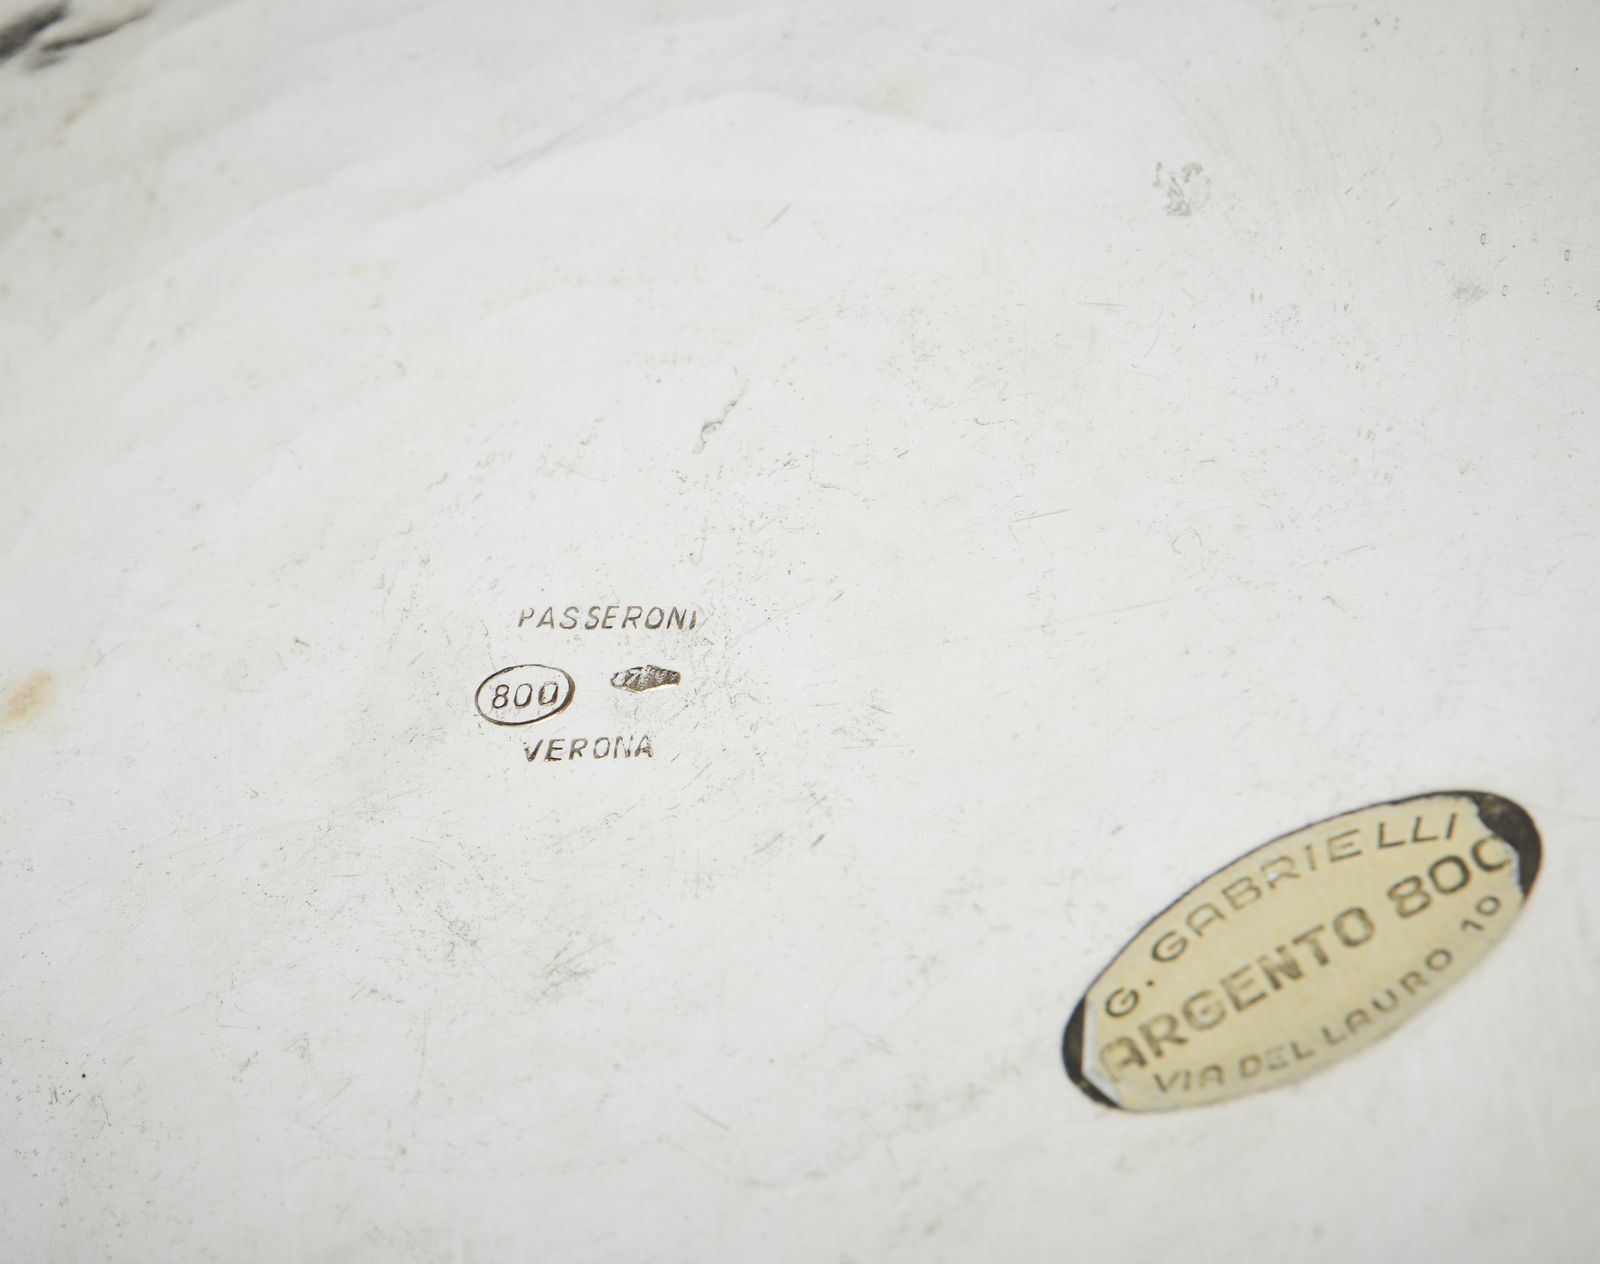 PASSERONI
800
VERONA
G. GABRIELLI
ARGENTO 800
VIA DEL LAURO 10